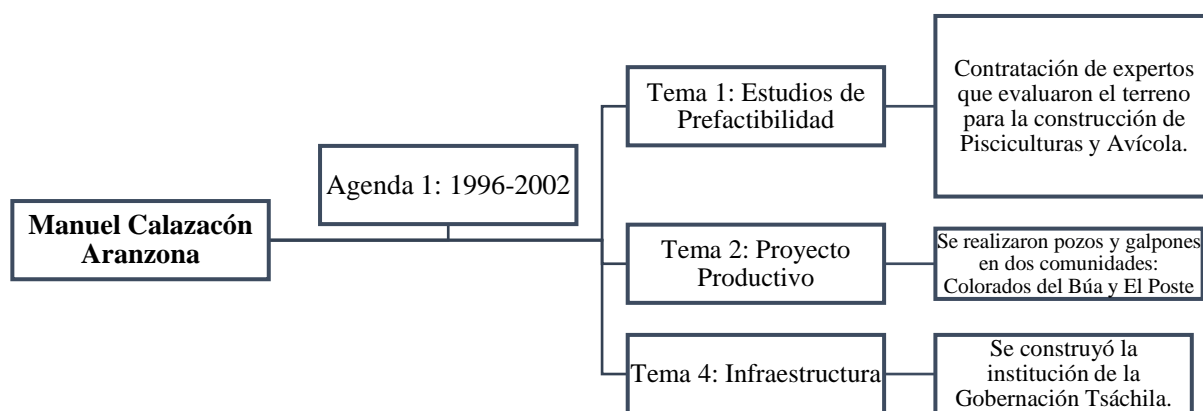 Manuel Calazacón
Aranzona
Agenda 1: 1996-2002
Tema 1: Estudios de
Prefactibilidad
Contratación de expertos
que evaluaron el terreno
para la construcción de
Pisciculturas y Avícola.
Tema 2: Proyecto
Productivo
Se realizaron pozos y galpones
en dos comunidades:
Colorados del Búa y El Poste
Tema 4: Infraestructura
Se construyó la
institución de la
Gobernación Tsáchila.